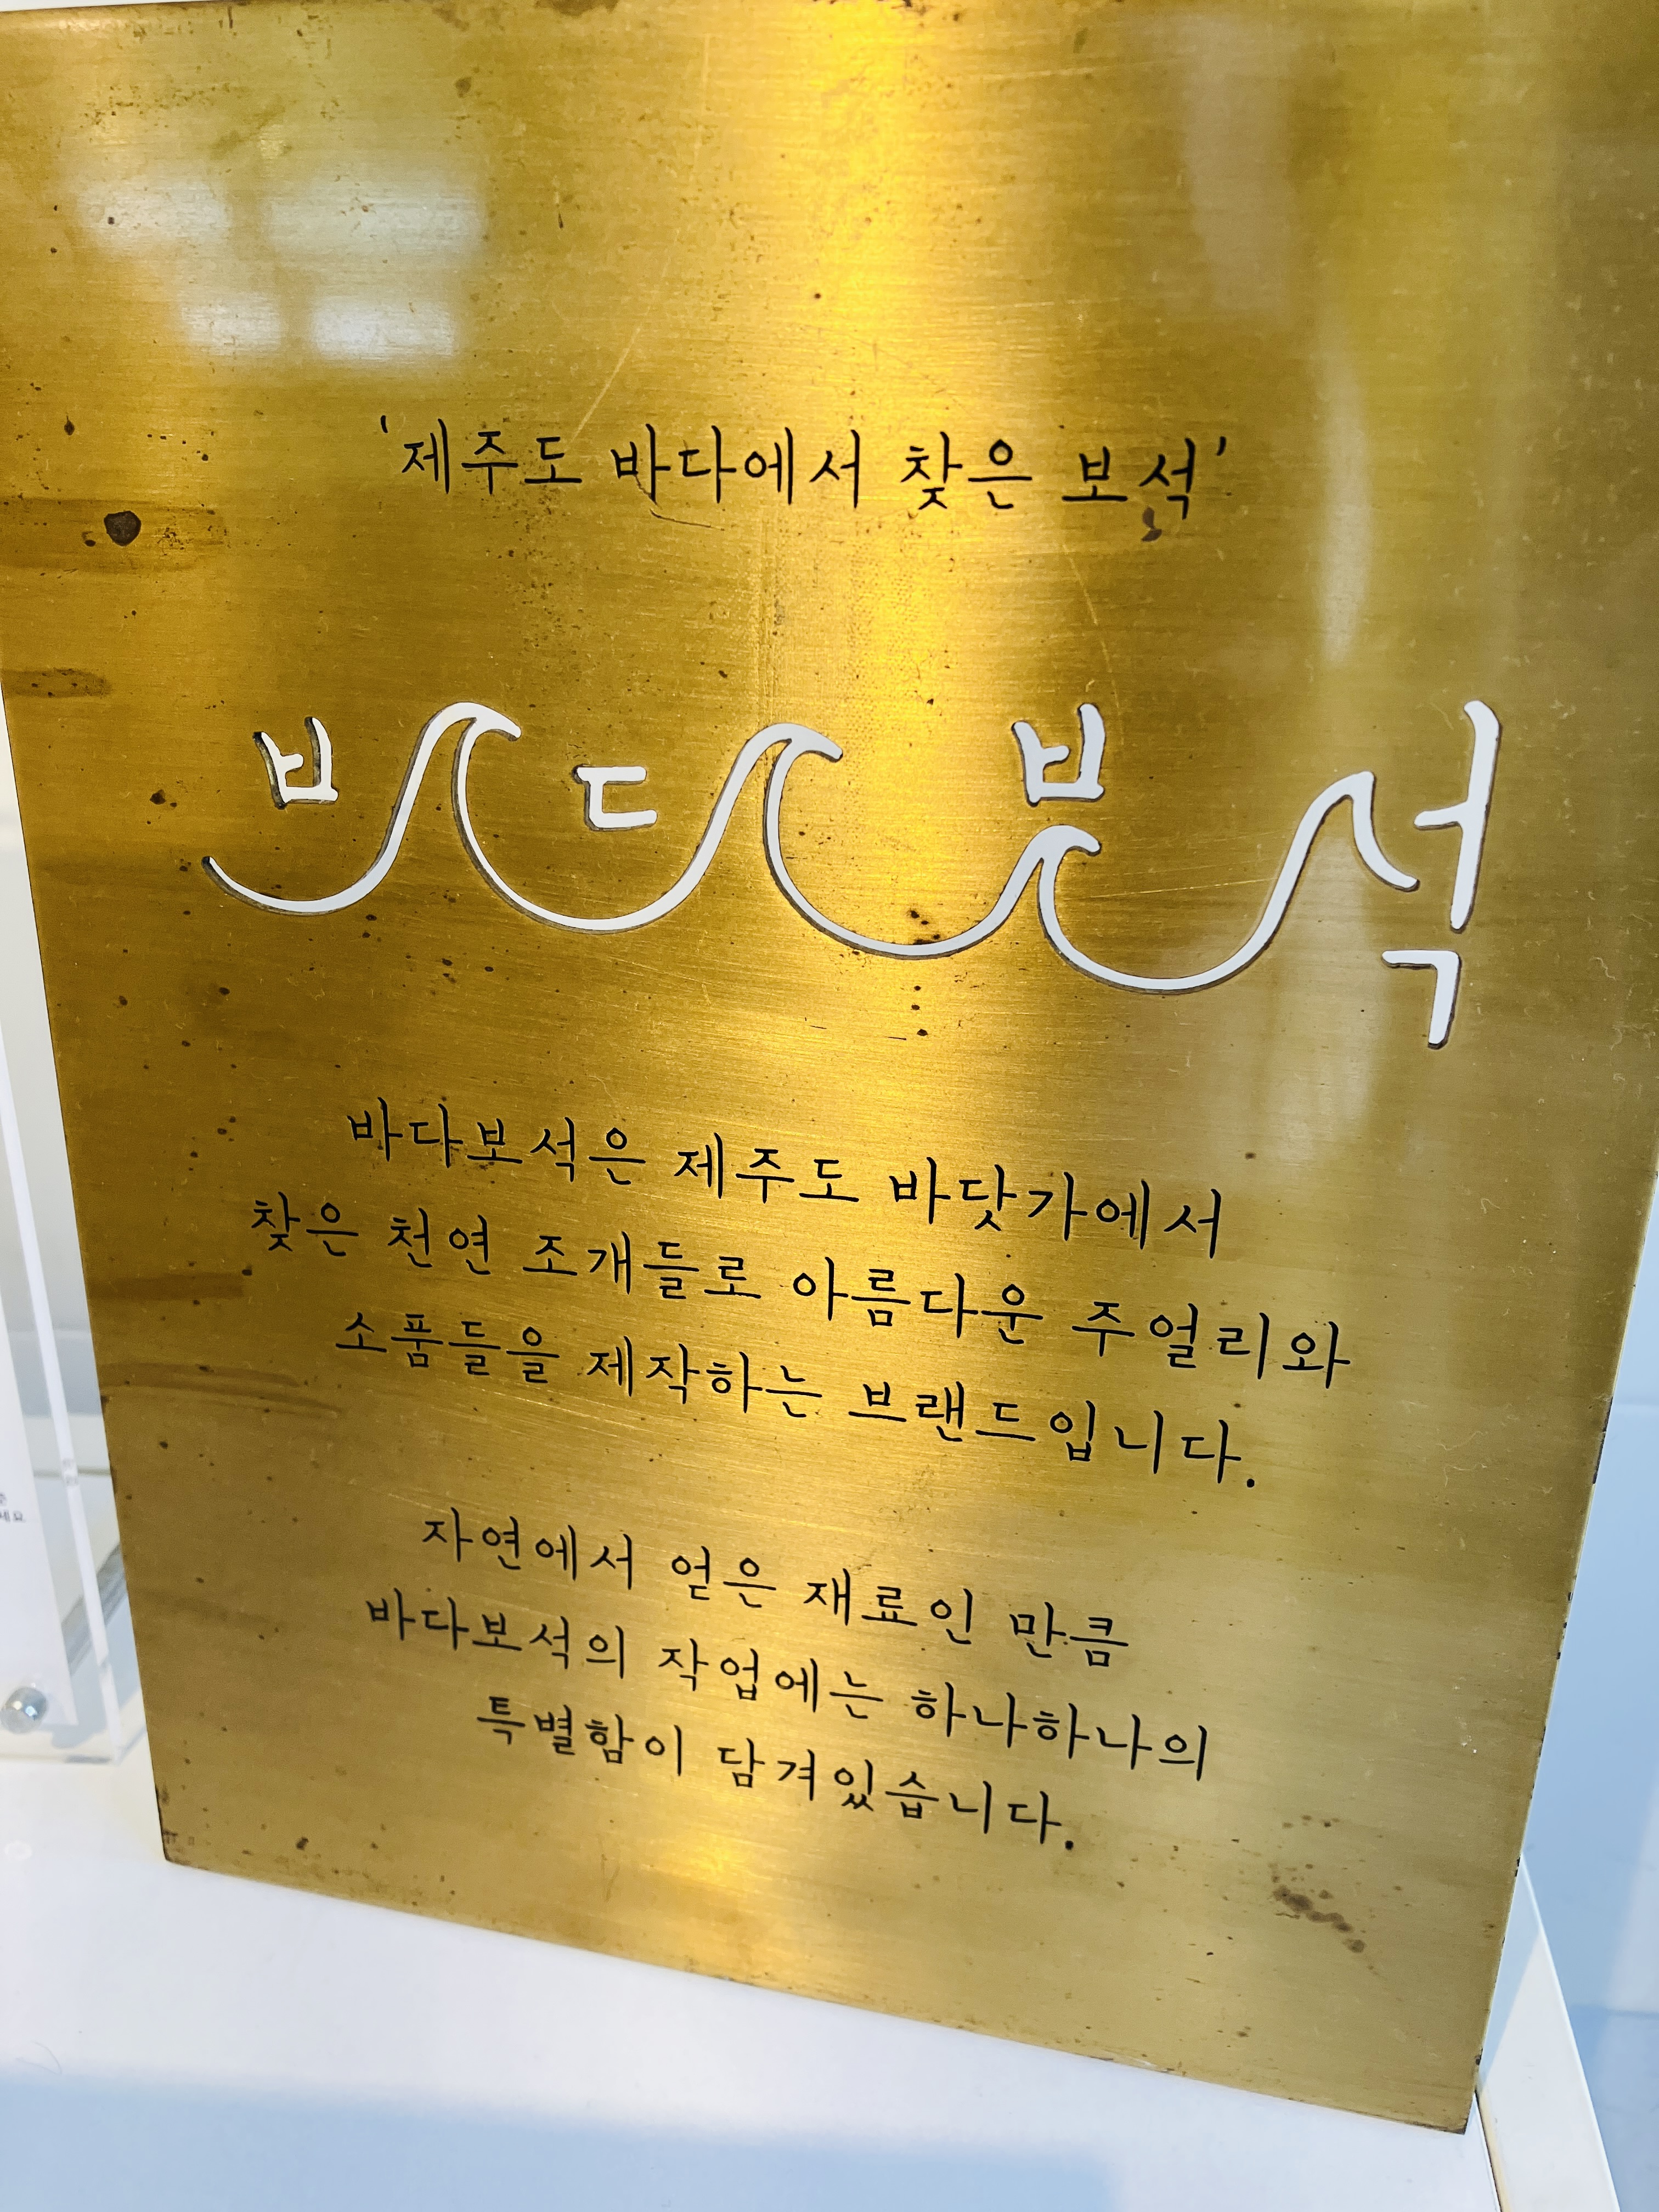 '제주도 바다에서 찾은 보석'
바다보석
바다보석은 제주도 바닷가에서
찾은 천연 조개들로 아름다운 주얼리와
소품들을 제작하는 브랜드입니다.
자연에서 얻은 재료인 만큼
바다보석의 작업에는 하나하나의
특별함이 담겨있습니다.